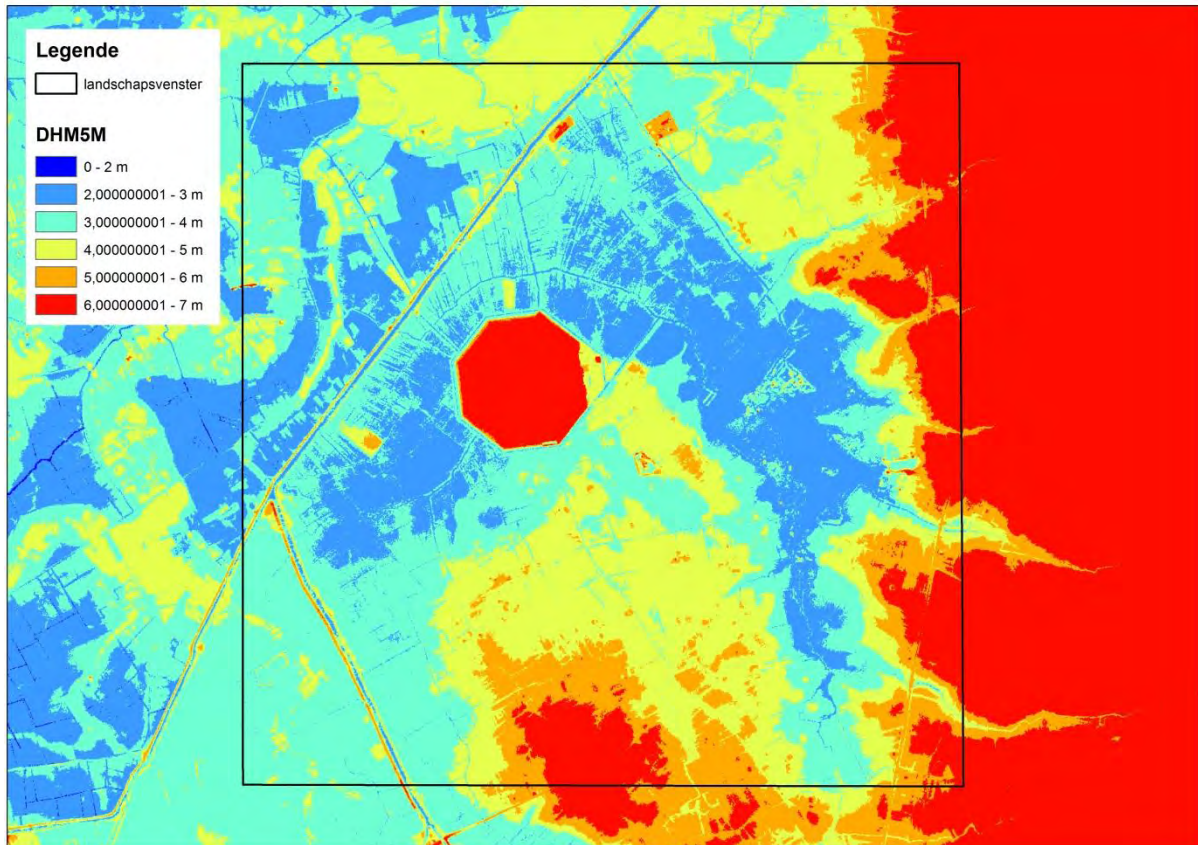 Legende
landschapsvenster
DHM5M
0 - 2 m
2,000000001 - 3 m
3,000000001 - 4 m
4,000000001 - 5 m
5,000000001 - 6 m
6,000000001 - 7 m